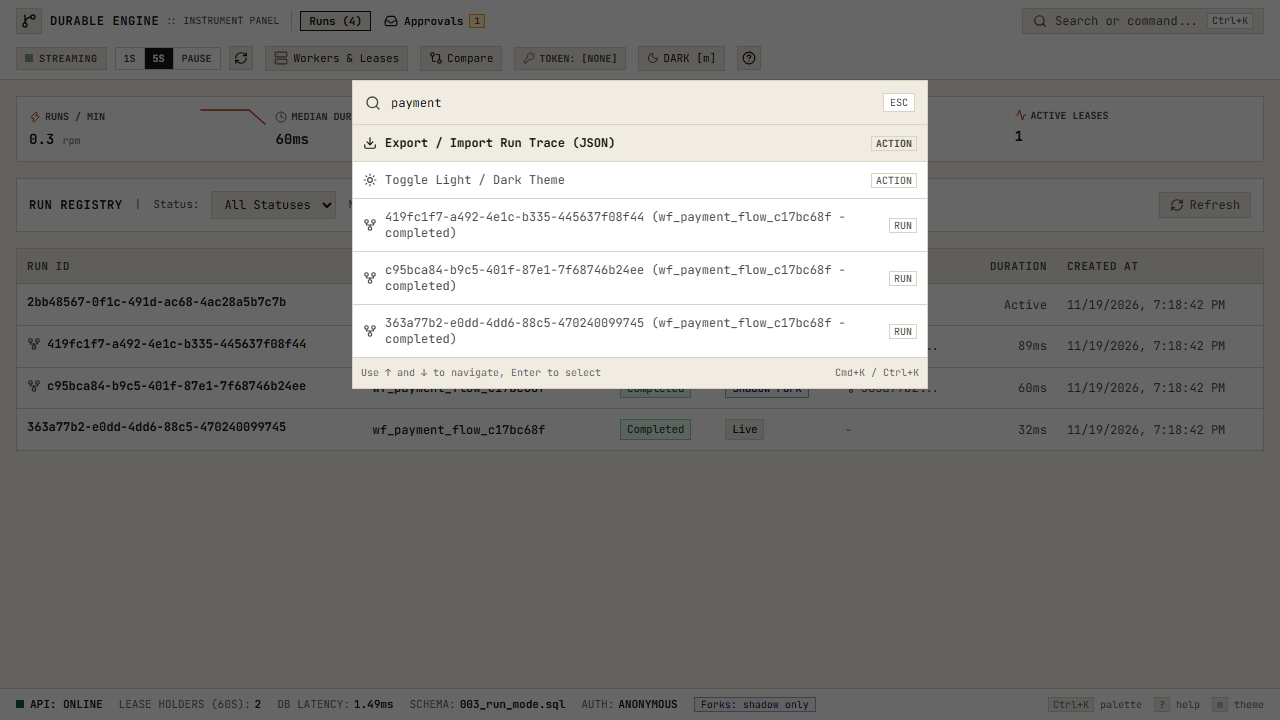 DURABLE ENGINE :: INSTRUMENT PANEL Runs (4) Approvals 1 Search or command... Ctrl+K
STREAMING 1S 5S PAUSE Workers & Leases Compare TOKEN: [NONE] DARK [m]
payment ESC
RUNS / MIN MEDIAN DUR ACTIVE LEASES
0.3 rpm 60ms 1
Export / Import Run Trace (JSON) ACTION
Toggle Light / Dark Theme ACTION
RUN REGISTRY | Status: All Statuses Refresh
419fc1f7-a492-4e1c-b335-445637f08f44 (wf_payment_flow_c17bc68f -
completed) RUN
c95bca84-b9c5-401f-87e1-7f68746b24ee (wf_payment_flow_c17bc68f -
completed) RUN
363a77b2-e0dd-4dd6-88c5-470240099745 (wf_payment_flow_c17bc68f -
completed) RUN
Use ↑ and ↓ to navigate, Enter to select Cmd+K / Ctrl+K
RUN ID DURATION CREATED AT
2bb48567-0f1c-491d-ac68-4ac28a5b7c7b Active 11/19/2026, 7:18:42 PM
419fc1f7-a492-4e1c-b335-445637f08f44 89ms 11/19/2026, 7:18:42 PM
c95bca84-b9c5-401f-87e1-7f68746b24ee wf_payment_flow_c17bc68f Completed Shadow Fork 363a77b2... 60ms 11/19/2026, 7:18:42 PM
363a77b2-e0dd-4dd6-88c5-470240099745 wf_payment_flow_c17bc68f Completed Live - 32ms 11/19/2026, 7:18:42 PM
API: ONLINE LEASE HOLDERS (60S): 2 DB LATENCY: 1.49ms SCHEMA: 003_run_mode.sql AUTH: ANONYMOUS Forks: shadow only Ctrl+K palette ? help m theme